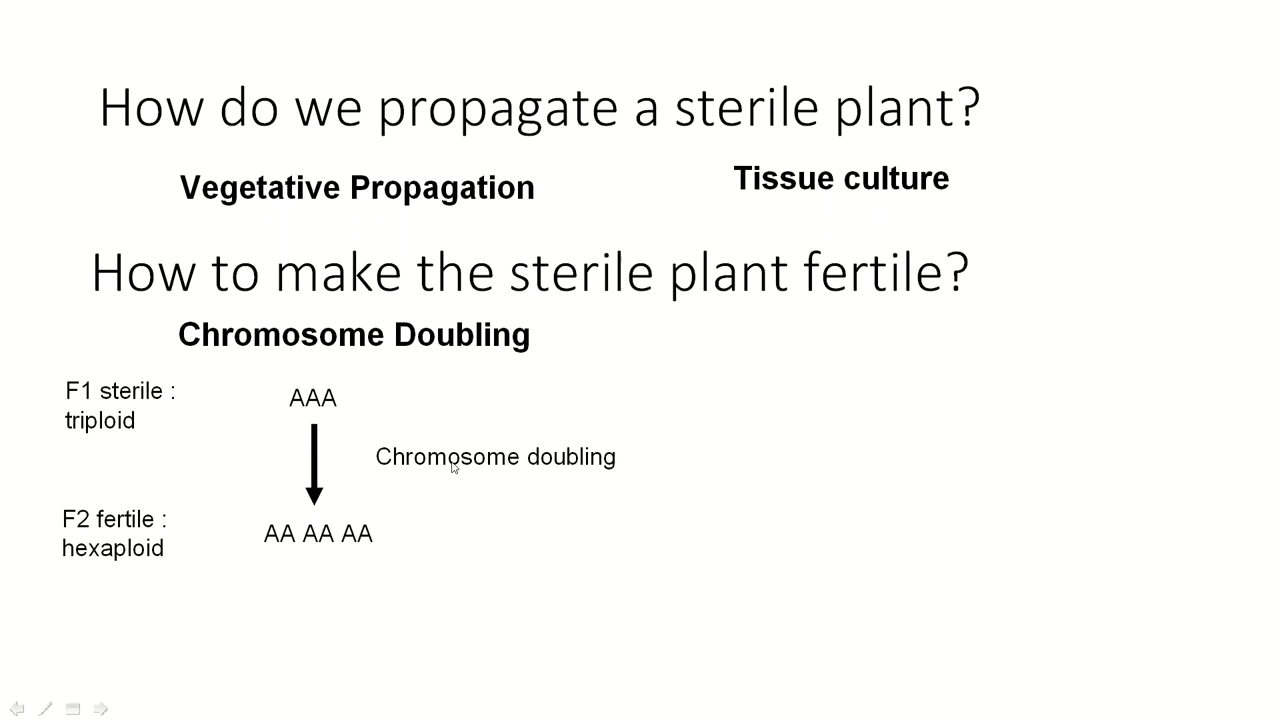 How do we propagate a sterile plant?
Vegetative Propagation
Tissue culture
How to make the sterile plant fertile?
Chromosome Doubling
F1 sterile :
triploid
AAA
Chromosome doubling
F2 fertile :
hexaploid
AA AA AA